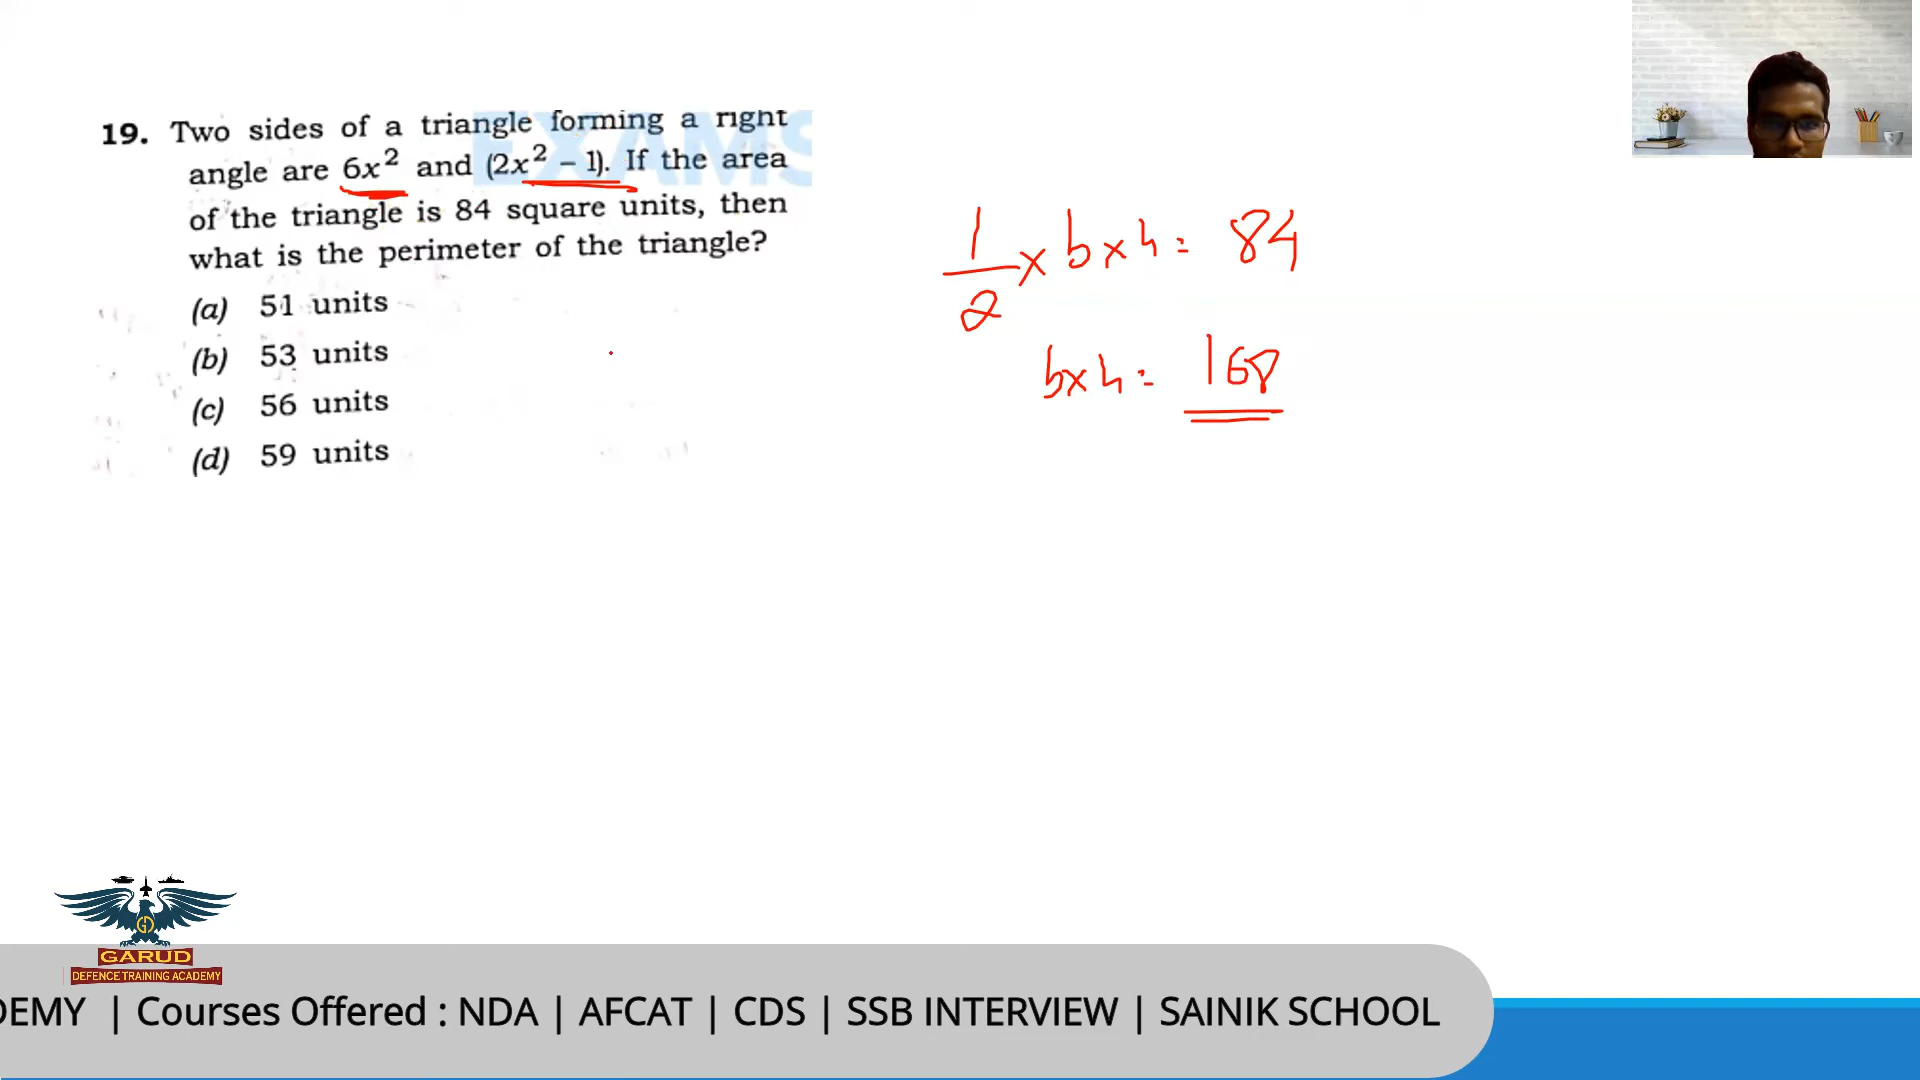 EXAMS
19. Two sides of a triangle forming a right
angle are 6x² and (2x² – 1). If the area
of the triangle is 84 square units, then
what is the perimeter of the triangle?
(a) 51 units
(b) 53 units
(c) 56 units
(d) 59 units
1/2 × b × h = 84
b×h = 168
GARUD
DEFENCE TRAINING ACADEMY
DEMY | Courses Offered : NDA | AFCAT | CDS | SSB INTERVIEW | SAINIK SCHOOL